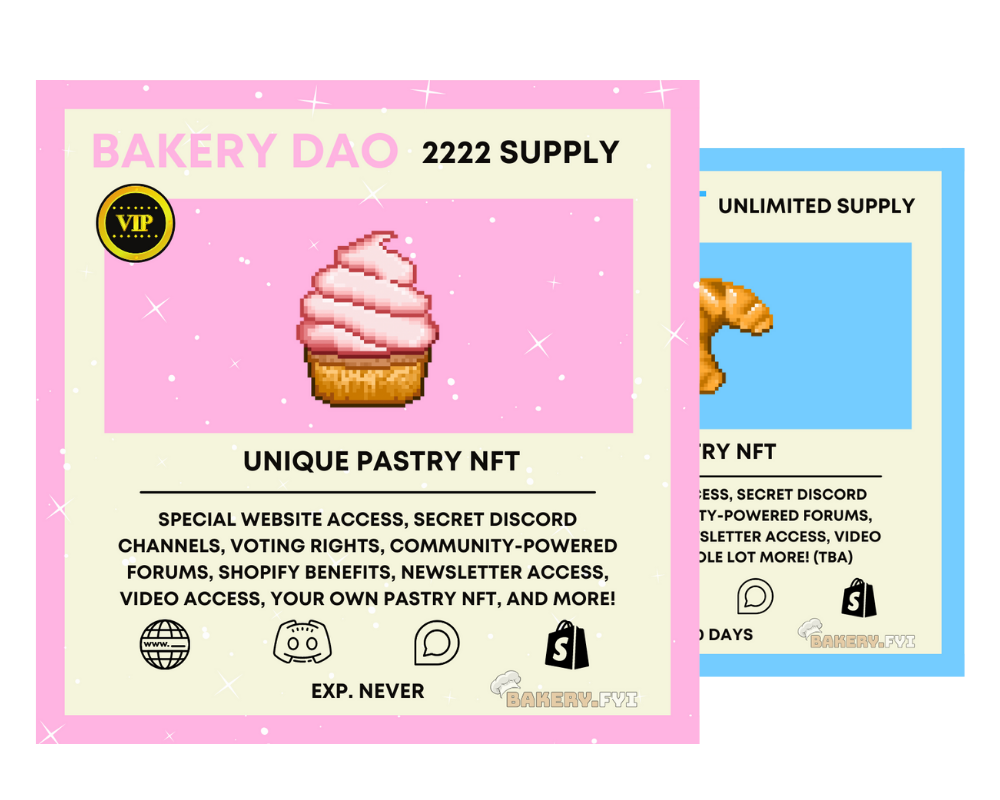 BAKERY DAO 2222 SUPPLY
VIP
UNIQUE PASTRY NFT
SPECIAL WEBSITE ACCESS, SECRET DISCORD
CHANNELS, VOTING RIGHTS, COMMUNITY-POWERED
FORUMS, SHOPIFY BENEFITS, NEWSLETTER ACCESS,
VIDEO ACCESS, YOUR OWN PASTRY NFT, AND MORE!
WWW.
S
EXP. NEVER
BAKERY.FYI
UNLIMITED SUPPLY
TRY NFT
CESS, SECRET DISCORD
TY-POWERED FORUMS,
SLETTER ACCESS, VIDEO
OLE LOT MORE! (TBA)
S
0 DAYS
BAKERY.FYI